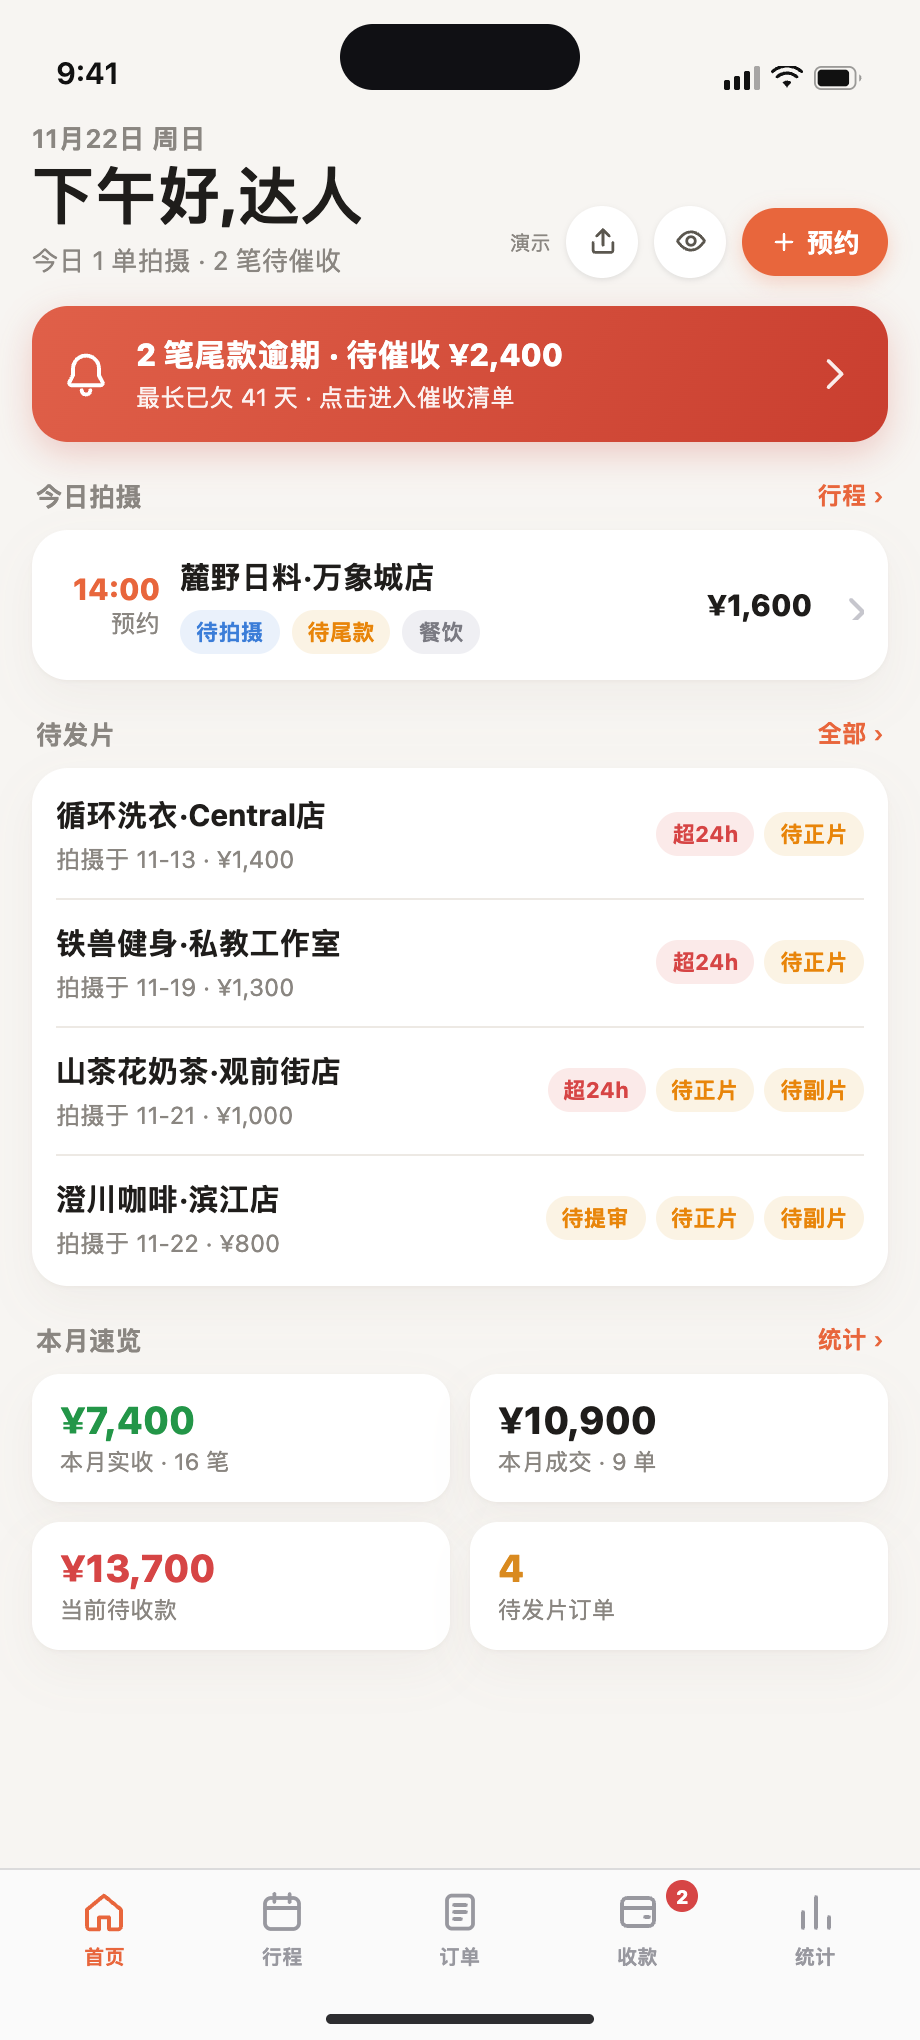 9:41
11月22日 周日
下午好,达人
今日 1 单拍摄 · 2 笔待催收
演示
+ 预约
2 笔尾款逾期 · 待催收 ¥2,400
最长已欠 41 天 · 点击进入催收清单
今日拍摄
行程 ›
14:00
预约
麓野日料·万象城店
待拍摄 待尾款 餐饮
¥1,600
待发片
全部 ›
循环洗衣·Central店
拍摄于 11-13 · ¥1,400
超24h 待正片
铁兽健身·私教工作室
拍摄于 11-19 · ¥1,300
超24h 待正片
山茶花奶茶·观前街店
拍摄于 11-21 · ¥1,000
超24h 待正片 待副片
澄川咖啡·滨江店
拍摄于 11-22 · ¥800
待提审 待正片 待副片
本月速览
统计 ›
¥7,400
本月实收 · 16 笔
¥10,900
本月成交 · 9 单
¥13,700
当前待收款
4
待发片订单
2
首页
行程
订单
收款
统计